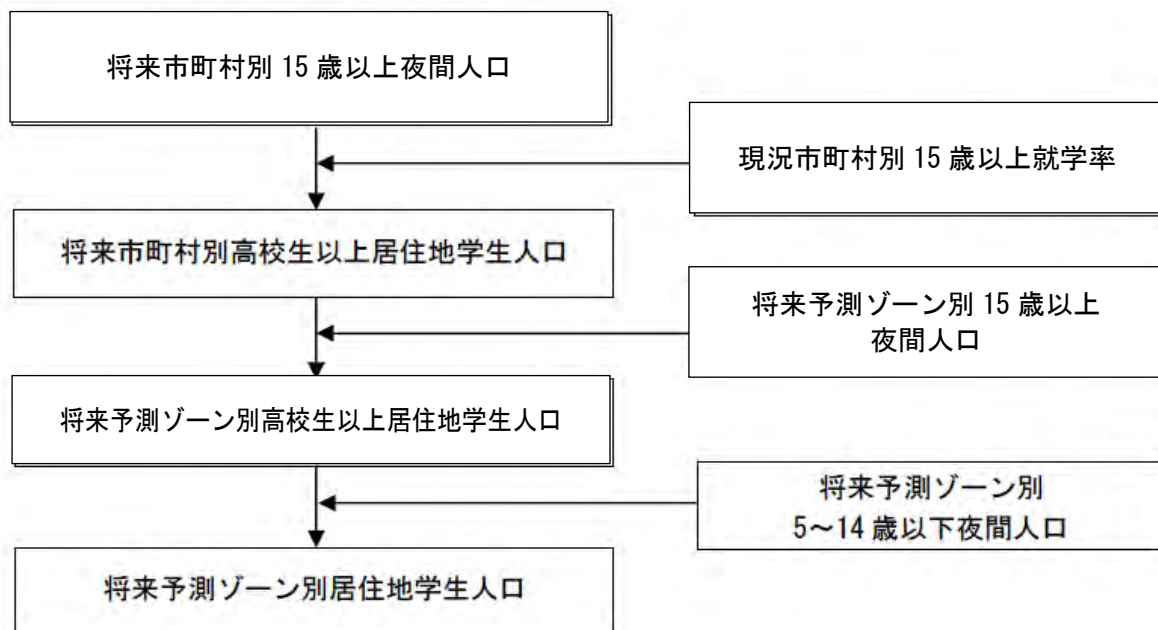 将来市町村別 15 歳以上夜間人口
現況市町村別 15 歳以上就学率
将来市町村別高校生以上居住地学生人口
将来予測ゾーン別 15 歳以上
夜間人口
将来予測ゾーン別高校生以上居住地学生人口
将来予測ゾーン別
5～14 歳以下夜間人口
将来予測ゾーン別居住地学生人口